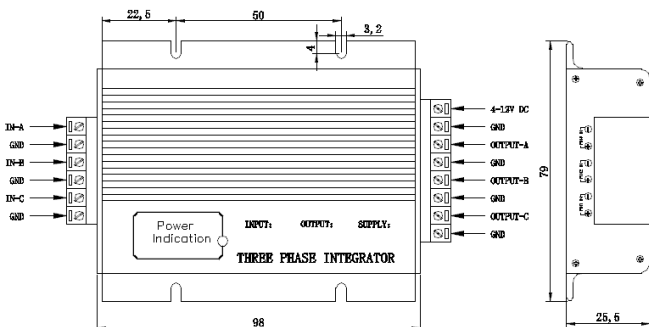 22,5
50
3,2
4
IN-A
GND
IN-B
GND
IN-C
GND
4-12V DC
GND
OUTPUT-A
GND
OUTPUT-B
GND
OUTPUT-C
GND
Power
Indication
INPUT: OUTPUT: SUPPLY:
THREE PHASE INTEGRATOR
98
79
25,5